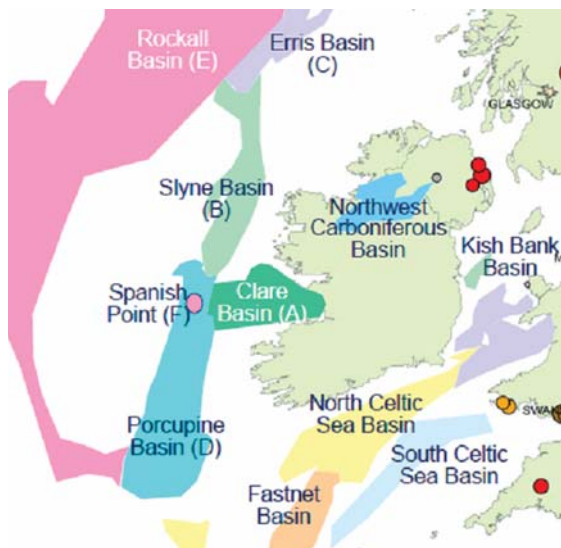 Rockall
Basin (E)
Erris Basin
(C)
GLASGOW
Slyne Basin
(B)
Northwest
Carboniferous
Basin
Kish Bank
Basin
Spanish
Point (F)
Clare
Basin (A)
North Celtic
Sea Basin
SWAN
Porcupine
Basin (D)
South Celtic
Sea Basin
Fastnet
Basin